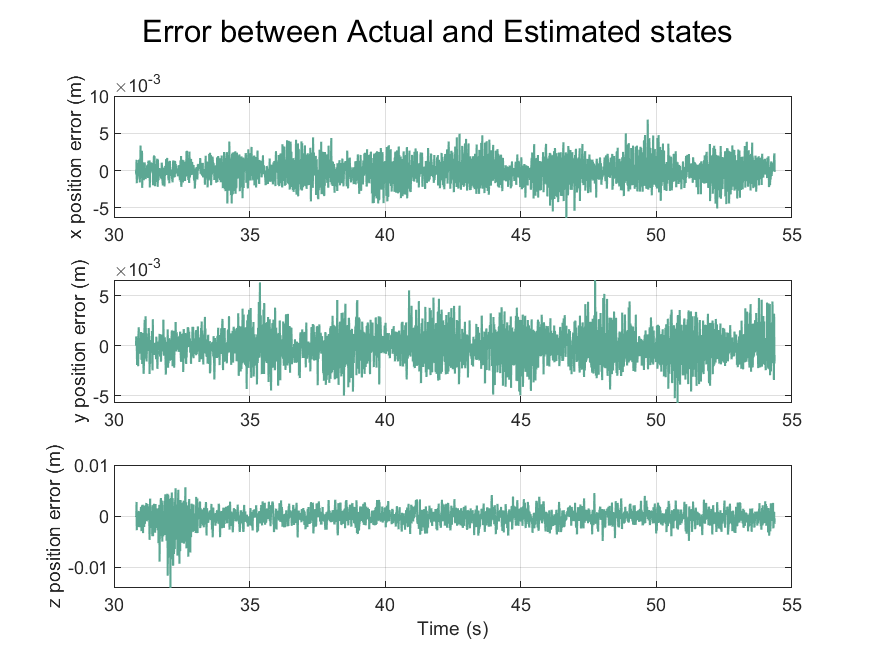 Error between Actual and Estimated states
×10-3
x position error (m)
10
5
0
-5
30 35 40 45 50 55
×10-3
y position error (m)
5
0
-5
30 35 40 45 50 55
z position error (m)
0.01
0
-0.01
30 35 40 45 50 55
Time (s)